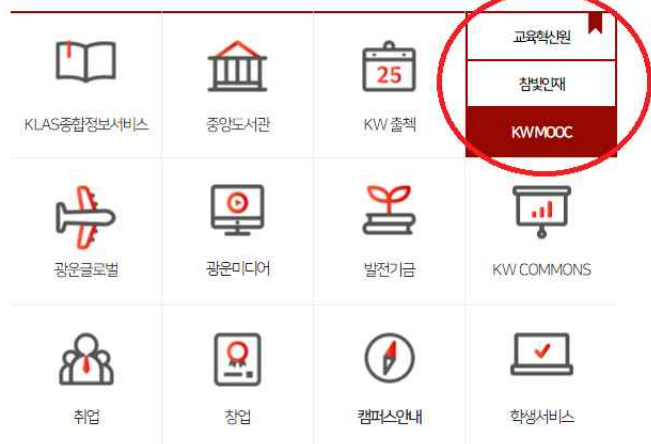 교육혁신원
참빛인재
KW MOOC
KLAS종합정보서비스
중앙도서관
25
KW 출첵
광운글로벌
광운미디어
발전기금
KW COMMONS
취업
창업
캠퍼스안내
학생서비스